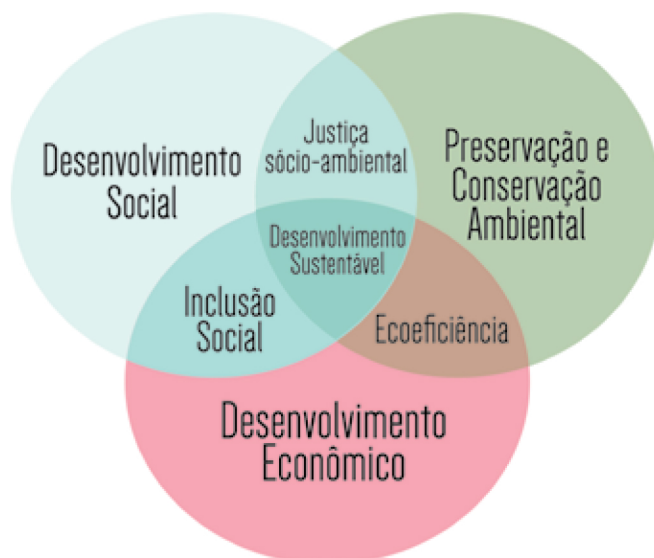 Desenvolvimento
Social
Justiça
sócio-ambiental
Preservação e
Conservação
Ambiental
Desenvolvimento
Sustentável
Inclusão
Social
Ecoeficiência
Desenvolvimento
Econômico